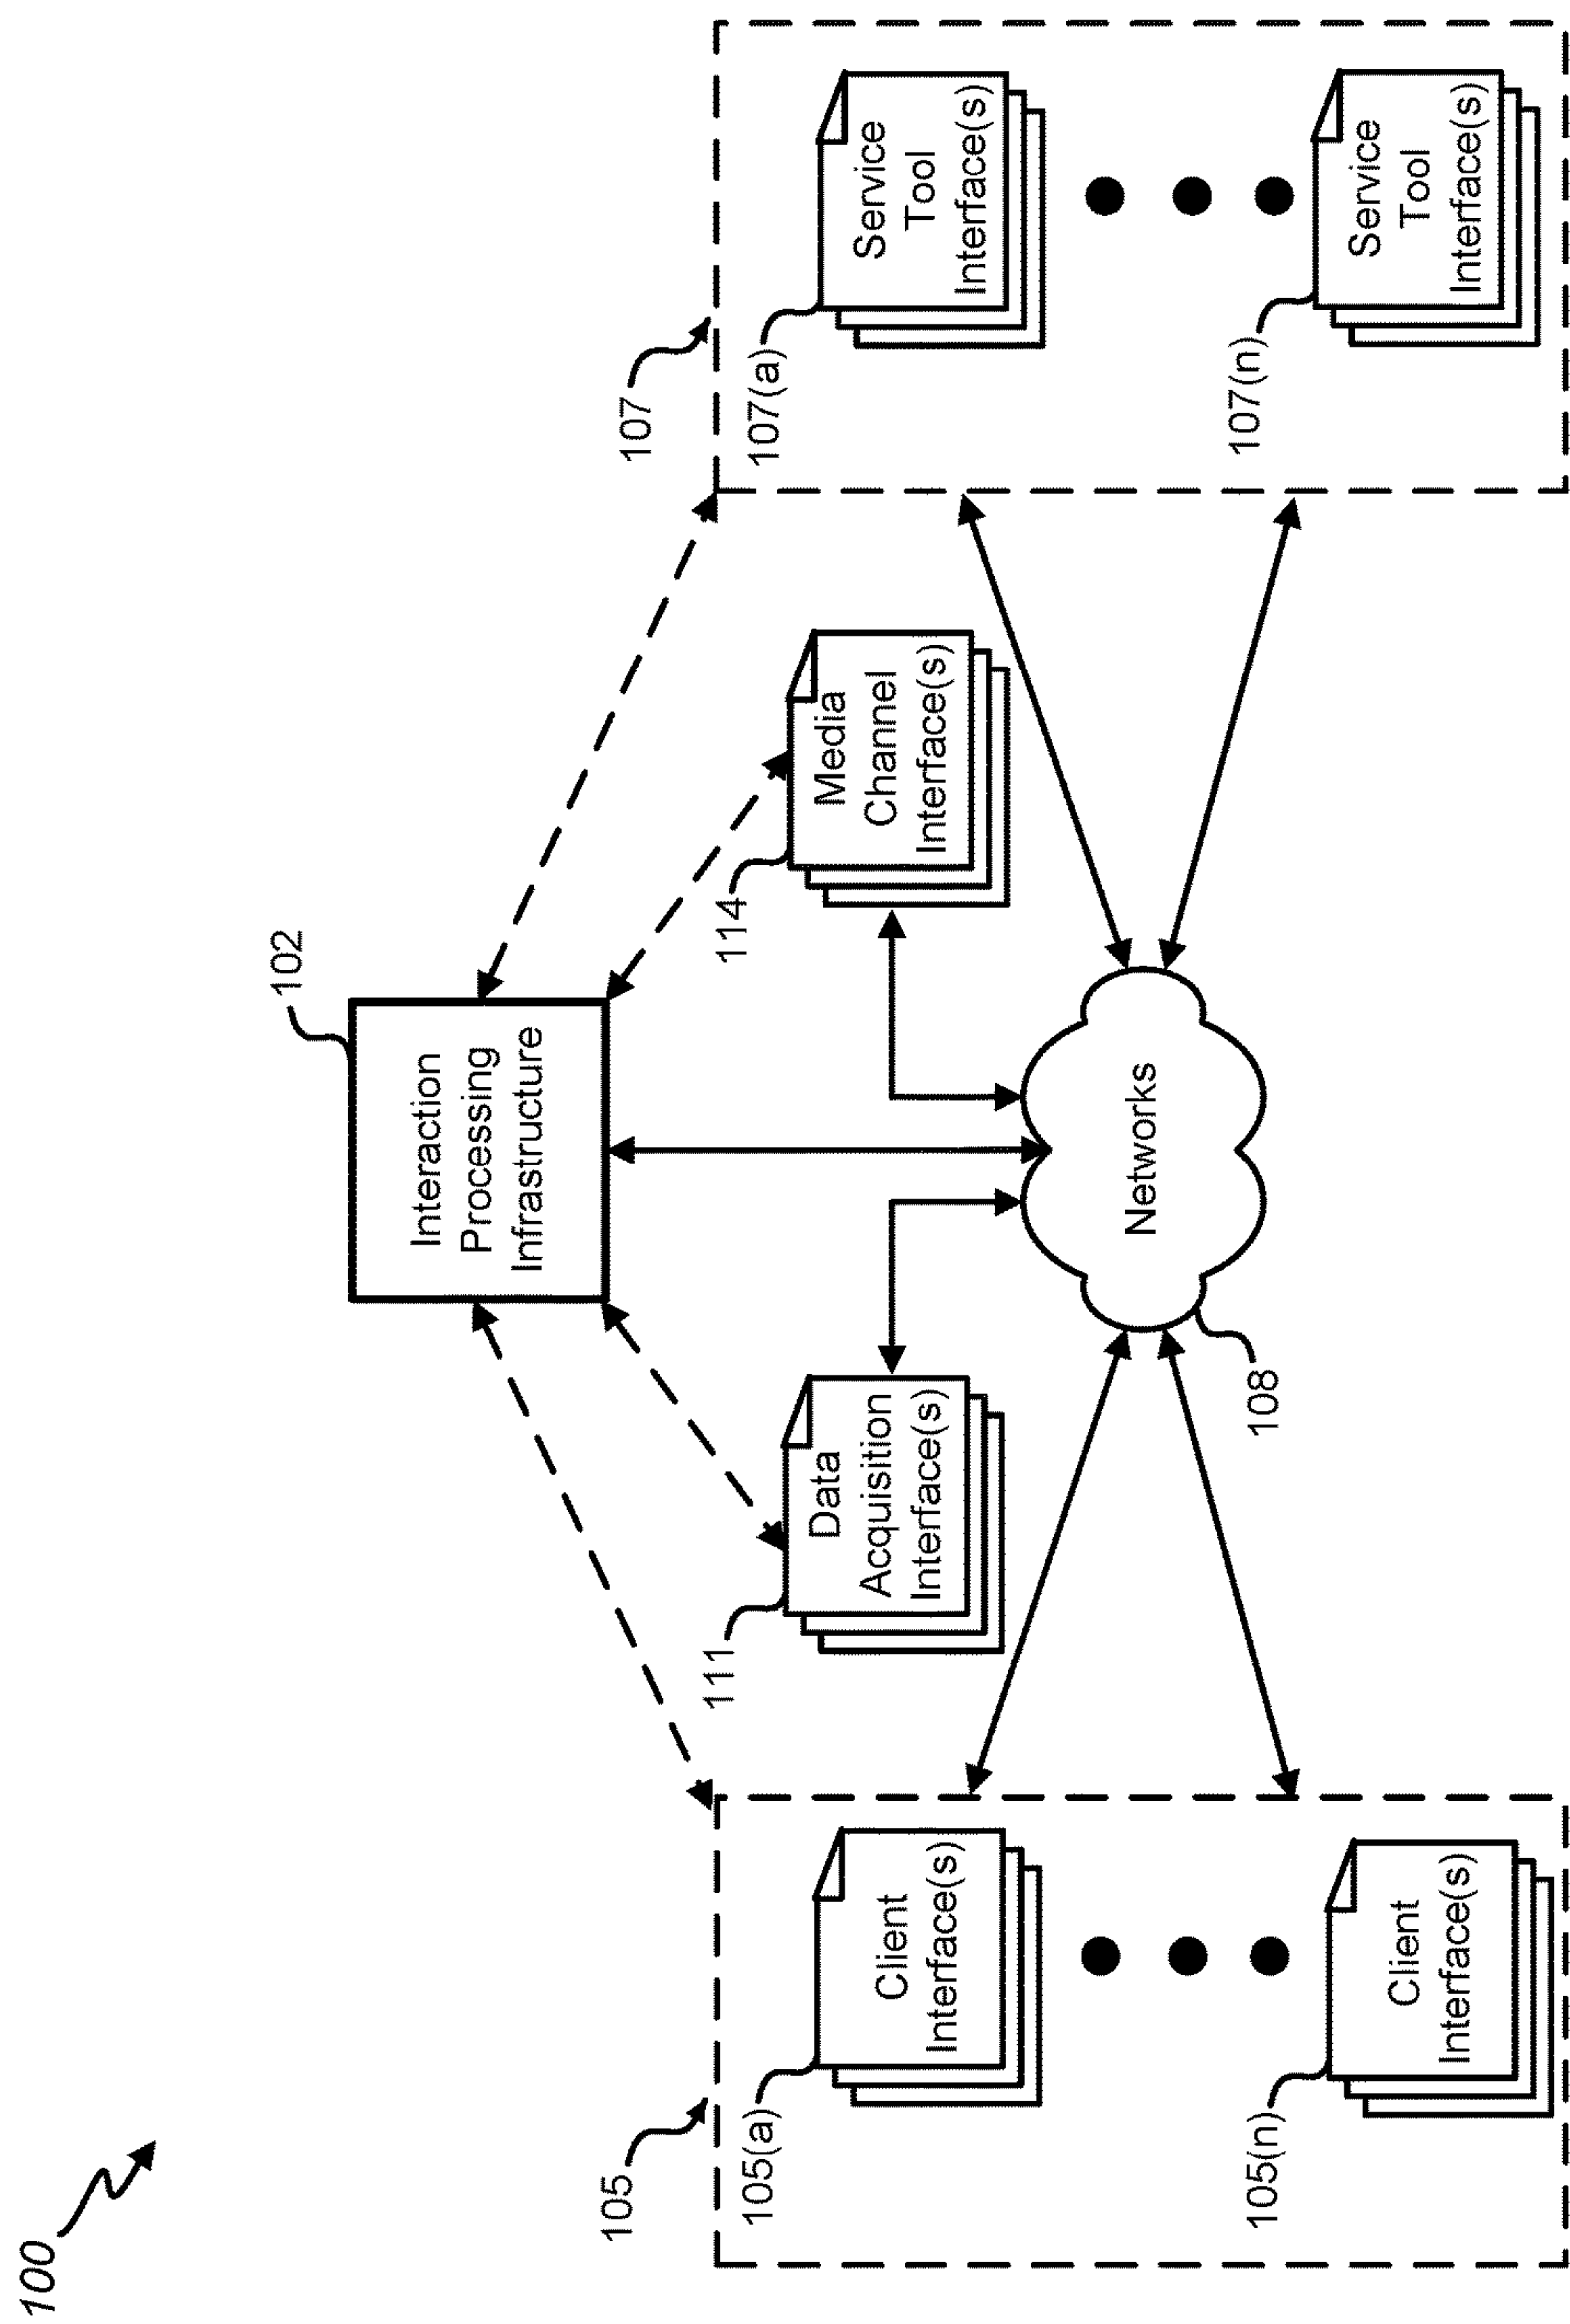 100
102
Interaction
Processing
Infrastructure
105
105(a)
Client
Interface(s)
105(n)
Client
Interface(s)
111
Data
Acquisition
Interface(s)
114
Media
Channel
Interface(s)
107
107(a)
Service
Tool
Interface(s)
107(n)
Service
Tool
Interface(s)
Networks
108